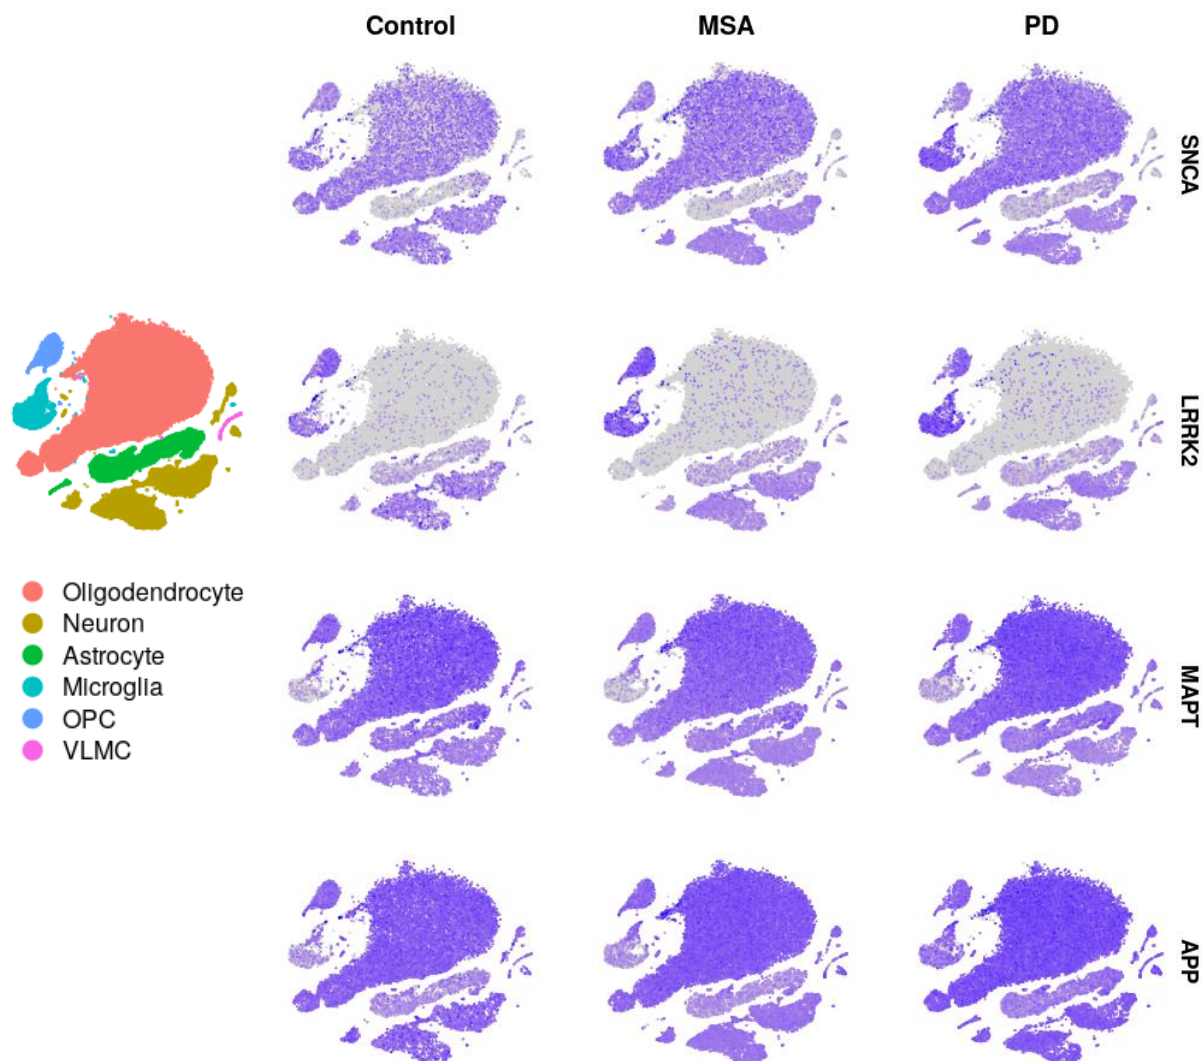 Control
MSA
PD
SNCA
LRRK2
Oligodendrocyte
Neuron
Astrocyte
Microglia
OPC
VLMC
MAPT
APP